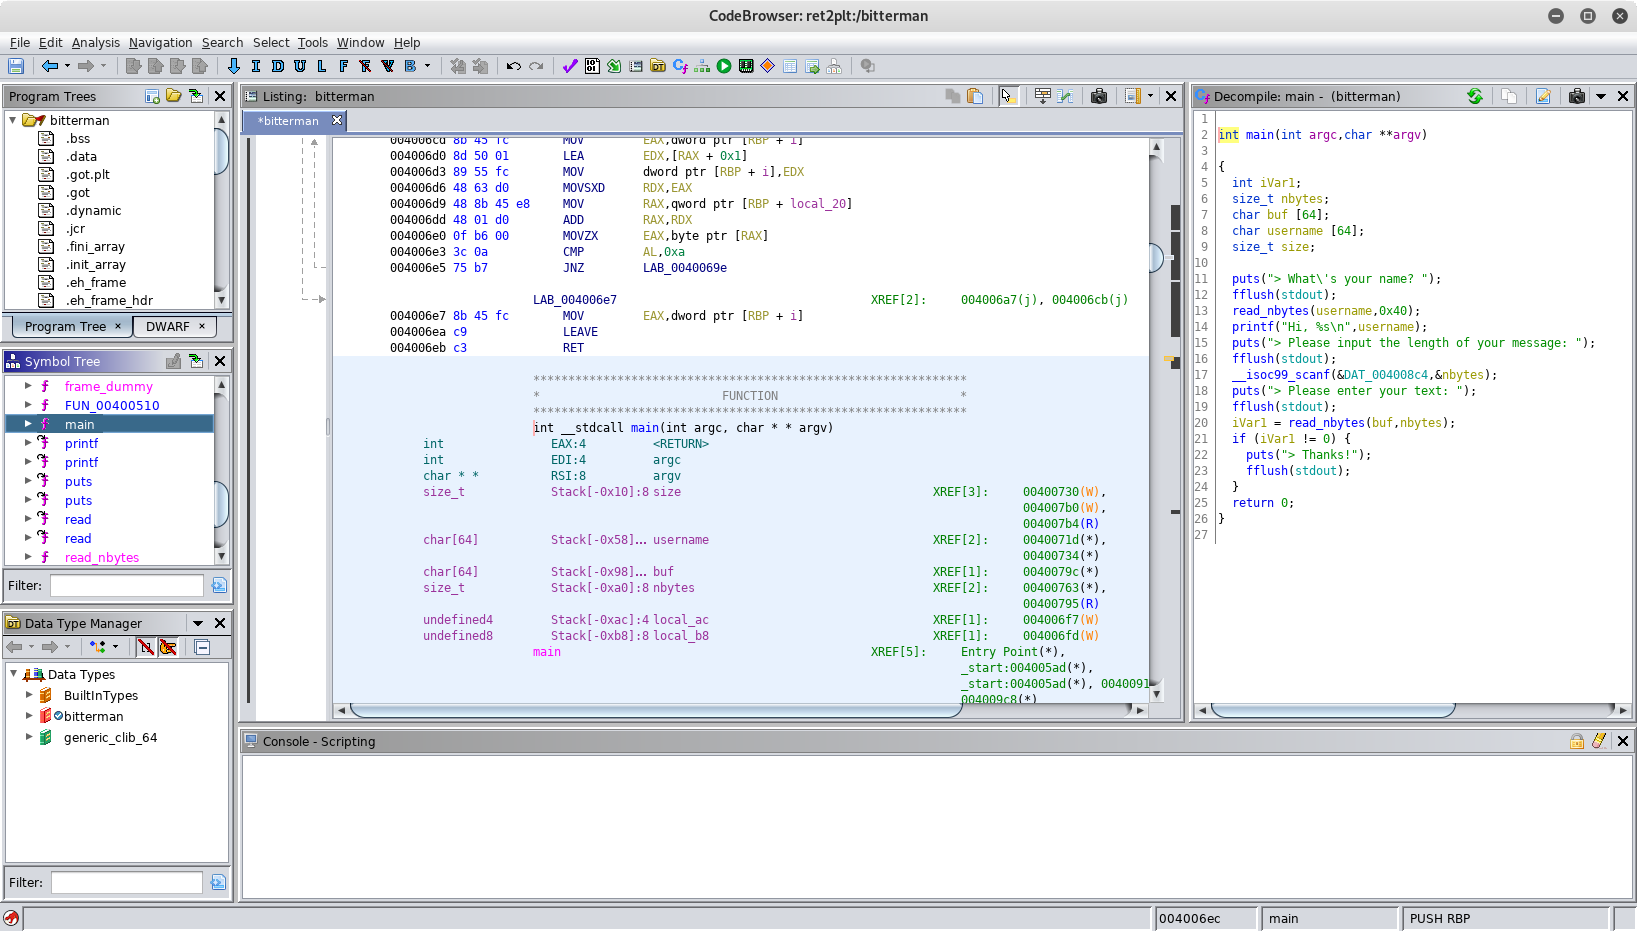 CodeBrowser: ret2plt:/bitterman
File Edit Analysis Navigation Search Select Tools Window Help
I D U L F B
Program Trees
bitterman
.bss
.data
.got.plt
.got
.dynamic
.jcr
.fini_array
.init_array
.eh_frame
.eh_frame_hdr
Program Tree × DWARF ×
Symbol Tree
frame_dummy
FUN_00400510
main
printf
printf
puts
puts
read
read
read_nbytes
Filter:
Data Type Manager
Data Types
BuiltInTypes
bitterman
generic_clib_64
Filter:
Listing: bitterman
*bitterman
004006cd 8b 45 fc MOV EAX,dword ptr [RBP + i]
004006d0 8d 50 01 LEA EDX,[RAX + 0x1]
004006d3 89 55 fc MOV dword ptr [RBP + i],EDX
004006d6 48 63 d0 MOVSXD RDX,EAX
004006d9 48 8b 45 e8 MOV RAX,qword ptr [RBP + local_20]
004006dd 48 01 d0 ADD RAX,RDX
004006e0 0f b6 00 MOVZX EAX,byte ptr [RAX]
004006e3 3c 0a CMP AL,0xa
004006e5 75 b7 JNZ LAB_0040069e
LAB_004006e7 XREF[2]: 004006a7(j), 004006cb(j)
004006e7 8b 45 fc MOV EAX,dword ptr [RBP + i]
004006ea c9 LEAVE
004006eb c3 RET
**************************************************************
* FUNCTION *
**************************************************************
int __stdcall main(int argc, char * * argv)
int EAX:4 <RETURN>
int EDI:4 argc
char * * RSI:8 argv
size_t Stack[-0x10]:8 size XREF[3]: 00400730(W),
004007b0(W),
004007b4(R)
char[64] Stack[-0x58]... username XREF[2]: 0040071d(*),
00400734(*)
char[64] Stack[-0x98]... buf XREF[1]: 0040079c(*)
size_t Stack[-0xa0]:8 nbytes XREF[2]: 00400763(*),
00400795(R)
undefined4 Stack[-0xac]:4 local_ac XREF[1]: 004006f7(W)
undefined8 Stack[-0xb8]:8 local_b8 XREF[1]: 004006fd(W)
main XREF[5]: Entry Point(*),
_start:004005ad(*),
_start:004005ad(*), 0040091
004009c8(*)
Decompile: main - (bitterman)
1
2 int main(int argc,char **argv)
3
4 {
5 int iVar1;
6 size_t nbytes;
7 char buf [64];
8 char username [64];
9 size_t size;
10
11 puts("> What\'s your name? ");
12 fflush(stdout);
13 read_nbytes(username,0x40);
14 printf("Hi, %s\n",username);
15 puts("> Please input the length of your message: ");
16 fflush(stdout);
17 __isoc99_scanf(&DAT_004008c4,&nbytes);
18 puts("> Please enter your text: ");
19 fflush(stdout);
20 iVar1 = read_nbytes(buf,nbytes);
21 if (iVar1 != 0) {
22 puts("> Thanks!");
23 fflush(stdout);
24 }
25 return 0;
26 }
27
Console - Scripting
004006ec main PUSH RBP